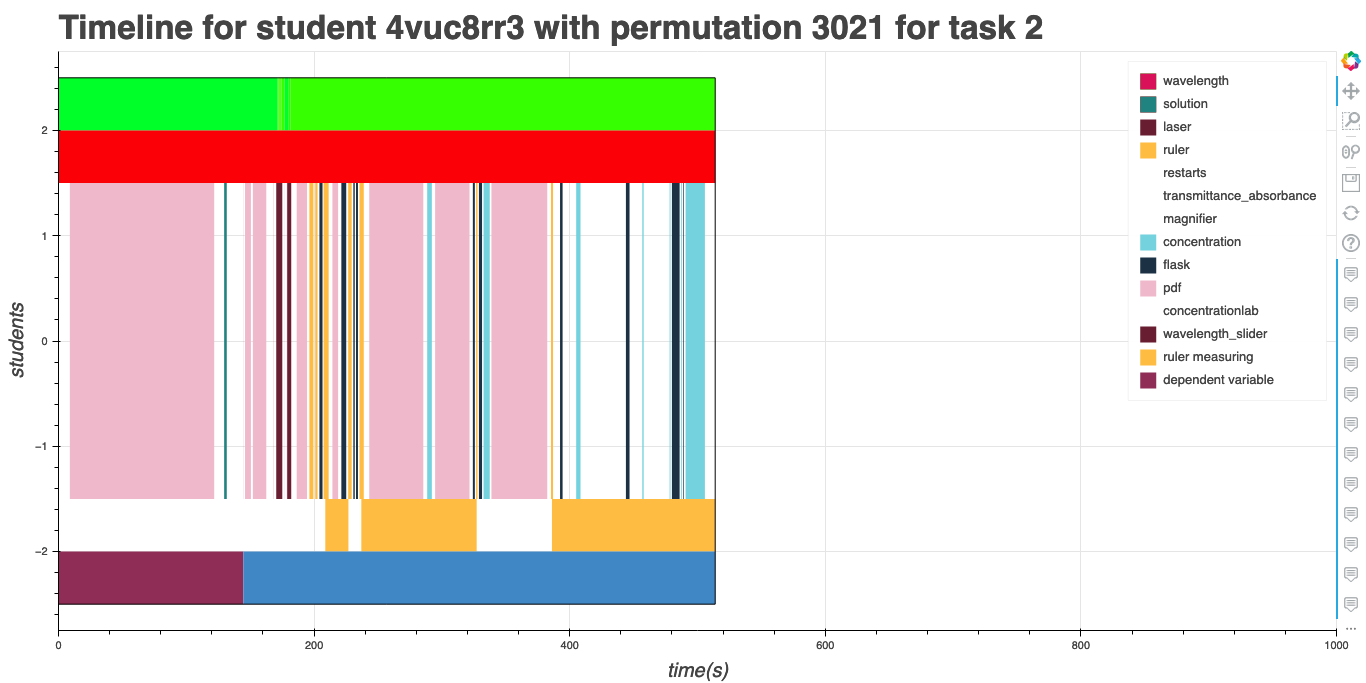 Timeline for student 4vuc8rr3 with permutation 3021 for task 2
wavelength
solution
laser
ruler
restarts
transmittance_absorbance
magnifier
concentration
flask
pdf
concentrationlab
wavelength_slider
ruler measuring
dependent variable
students
2
1
0
−1
−2
0
200
400
600
800
1000
time(s)